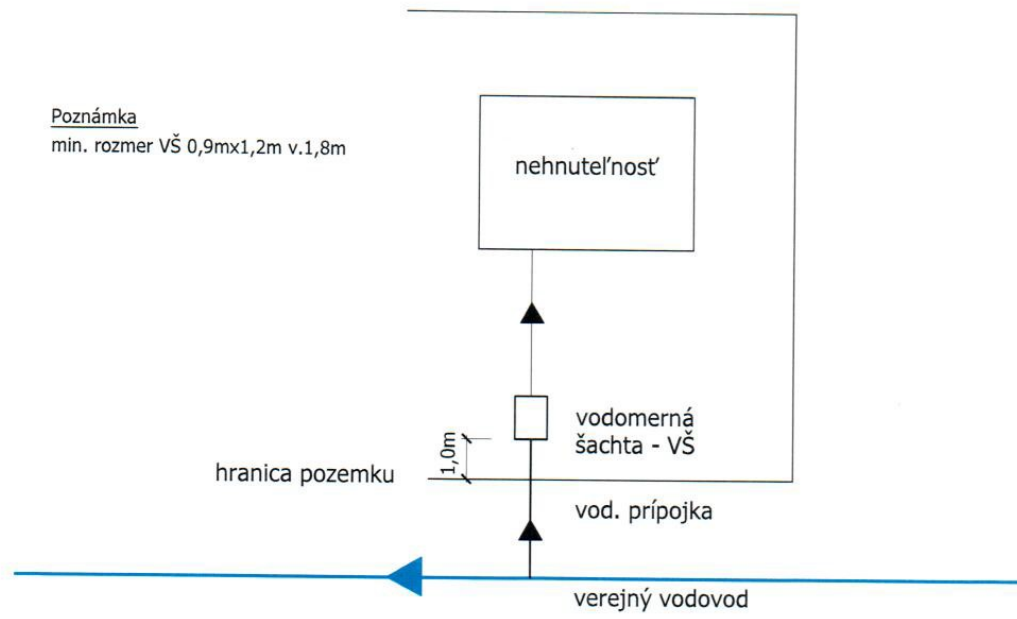 Poznámka
min. rozmer VŠ 0,9mx1,2m v.1,8m
nehnuteľnosť
vodomerná
šachta - VŠ
1,0m
hranica pozemku
vod. prípojka
verejný vodovod